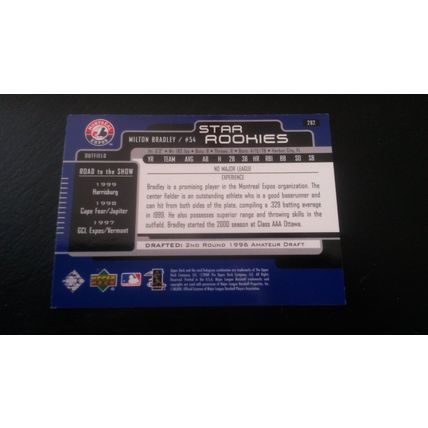 282
MONTREAL
EXPOS
MILTON BRADLEY / #54
STAR
ROOKIES
OUTFIELD
YR TEAM AVG AB H 2B 3B HR RBI BB SO SB
ROAD to the SHOW
1999
Harrisburg
1998
Cape Fear/Jupiter
1997
GCL Expos/Vermont
NO MAJOR LEAGUE
EXPERIENCE
Bradley is a promising player in the Montreal Expos organization. The
center fielder is an outstanding athlete who is a good baserunner and
can hit from both sides of the plate, compiling a .329 batting average
in 1999. He also possesses superior range and throwing skills in the
outfield. Bradley started the 2000 season at Class AAA Ottawa.
DRAFTED: 2ND ROUND 1996 AMATEUR DRAFT
UPPER DECK